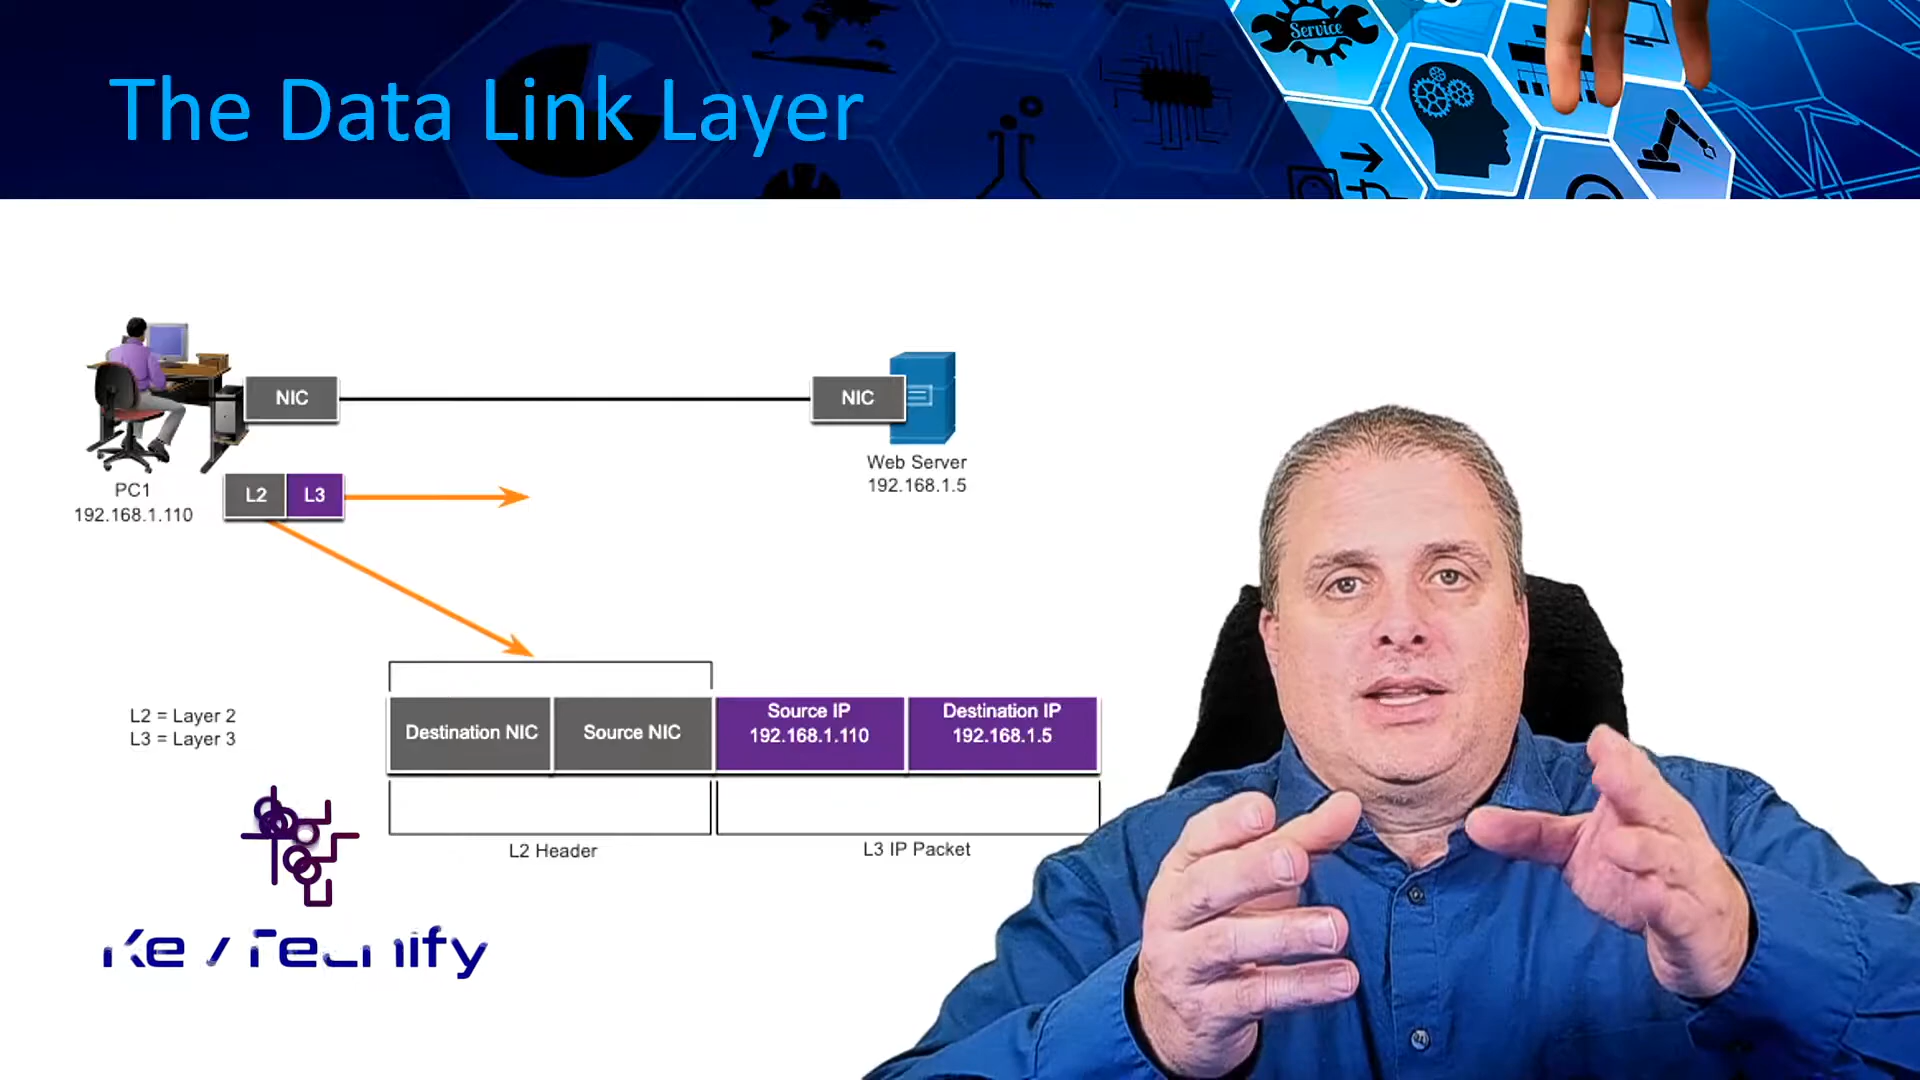 Service
The Data Link Layer
NIC
NIC
Web Server
192.168.1.5
PC1
192.168.1.110
L2 L3
L2 = Layer 2
L3 = Layer 3
Destination NIC
Source NIC
Source IP
192.168.1.110
Destination IP
192.168.1.5
L2 Header
L3 IP Packet